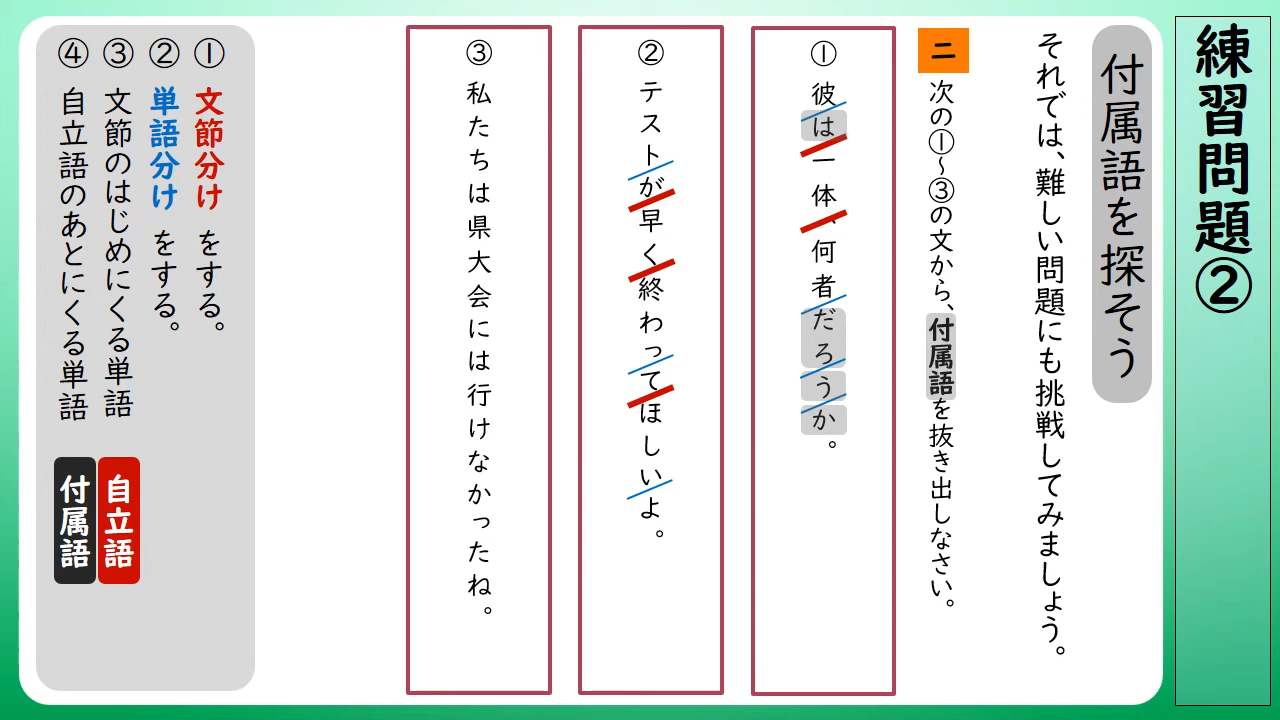 練習問題②
付属語を探そう
それでは、難しい問題にも挑戦してみましょう。
二 次の①~③の文から、付属語を抜き出しなさい。
① 彼は一体、何者だろうか。
② テストが早く終わってほしいよ。
③ 私たちは県大会には行けなかったね。
① 文節分けをする。
② 単語分けをする。
③ 文節のはじめにくる単語 自立語
④ 自立語のあとにくる単語 付属語